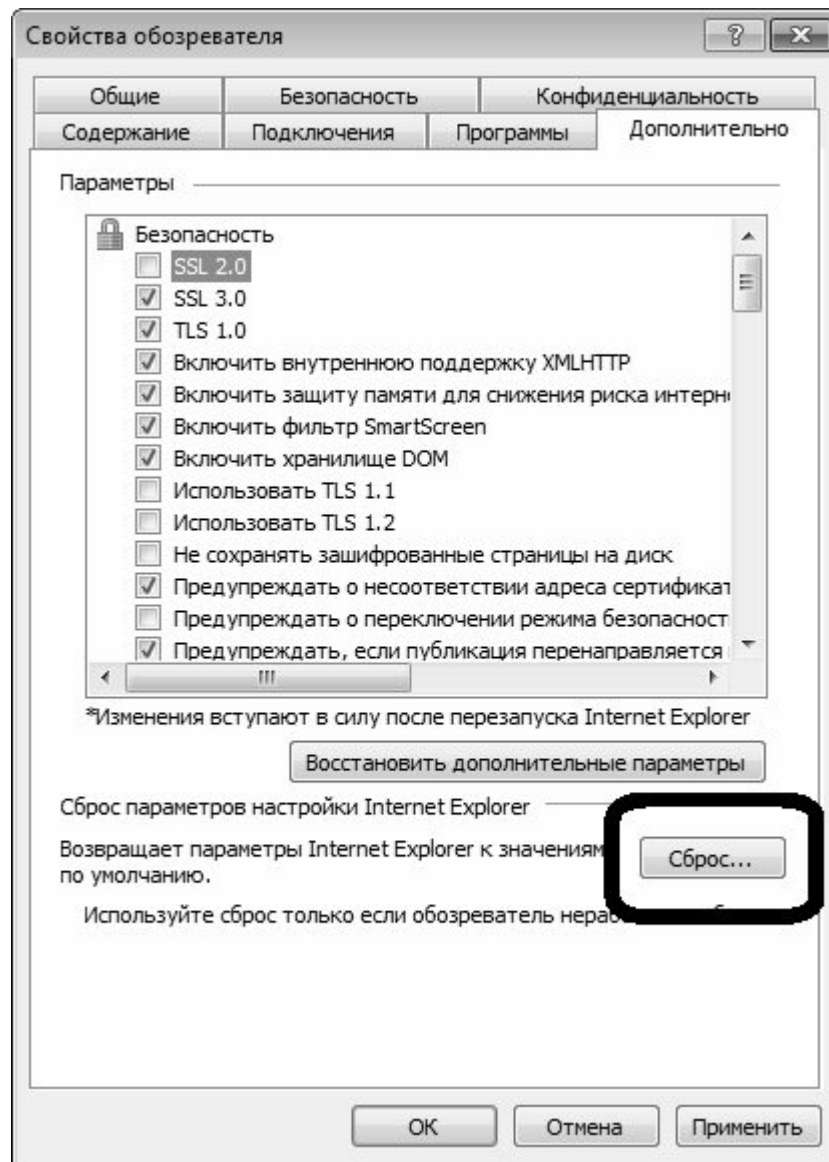 Свойства обозревателя
Общие Безопасность Конфиденциальность
Содержание Подключения Программы Дополнительно
Параметры
Безопасность
SSL 2.0
SSL 3.0
TLS 1.0
Включить внутреннюю поддержку XMLHTTP
Включить защиту памяти для снижения риска интерн
Включить фильтр SmartScreen
Включить хранилище DOM
Использовать TLS 1.1
Использовать TLS 1.2
Не сохранять зашифрованные страницы на диск
Предупреждать о несоответствии адреса сертификат
Предупреждать о переключении режима безопасност
Предупреждать, если публикация перенаправляется
*Изменения вступают в силу после перезапуска Internet Explorer
Восстановить дополнительные параметры
Сброс параметров настройки Internet Explorer
Возвращает параметры Internet Explorer к значениям
по умолчанию.
Сброс...
Используйте сброс только если обозреватель
ОК Отмена Применить